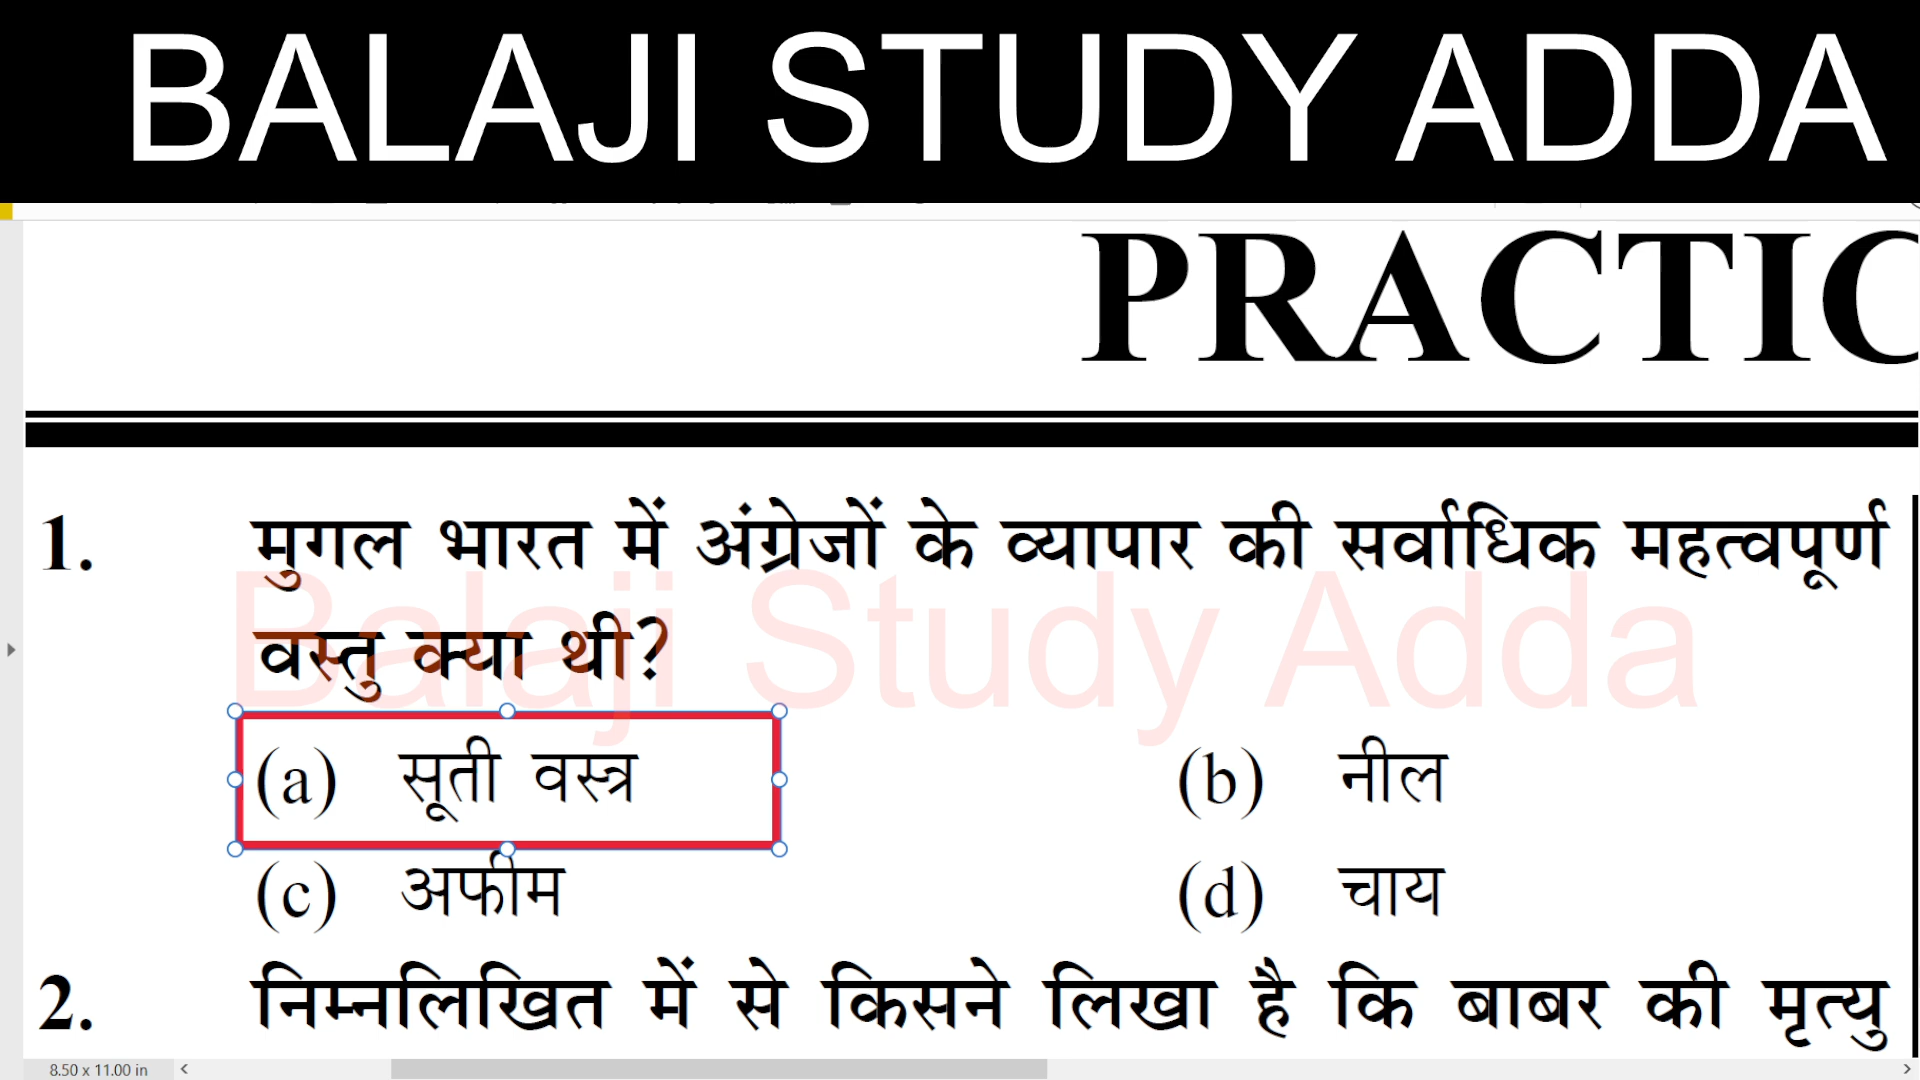 BALAJI STUDY ADDA
PRACTIC
1. मुगल भारत में अंग्रेजों के व्यापार की सर्वाधिक महत्वपूर्ण
वस्तु क्या थी?
Balaji Study Adda
(a) सूती वस्त्र (b) नील
(c) अफीम (d) चाय
2. निम्नलिखित में से किसने लिखा है कि बाबर की मृत्यु
8.50 x 11.00 in